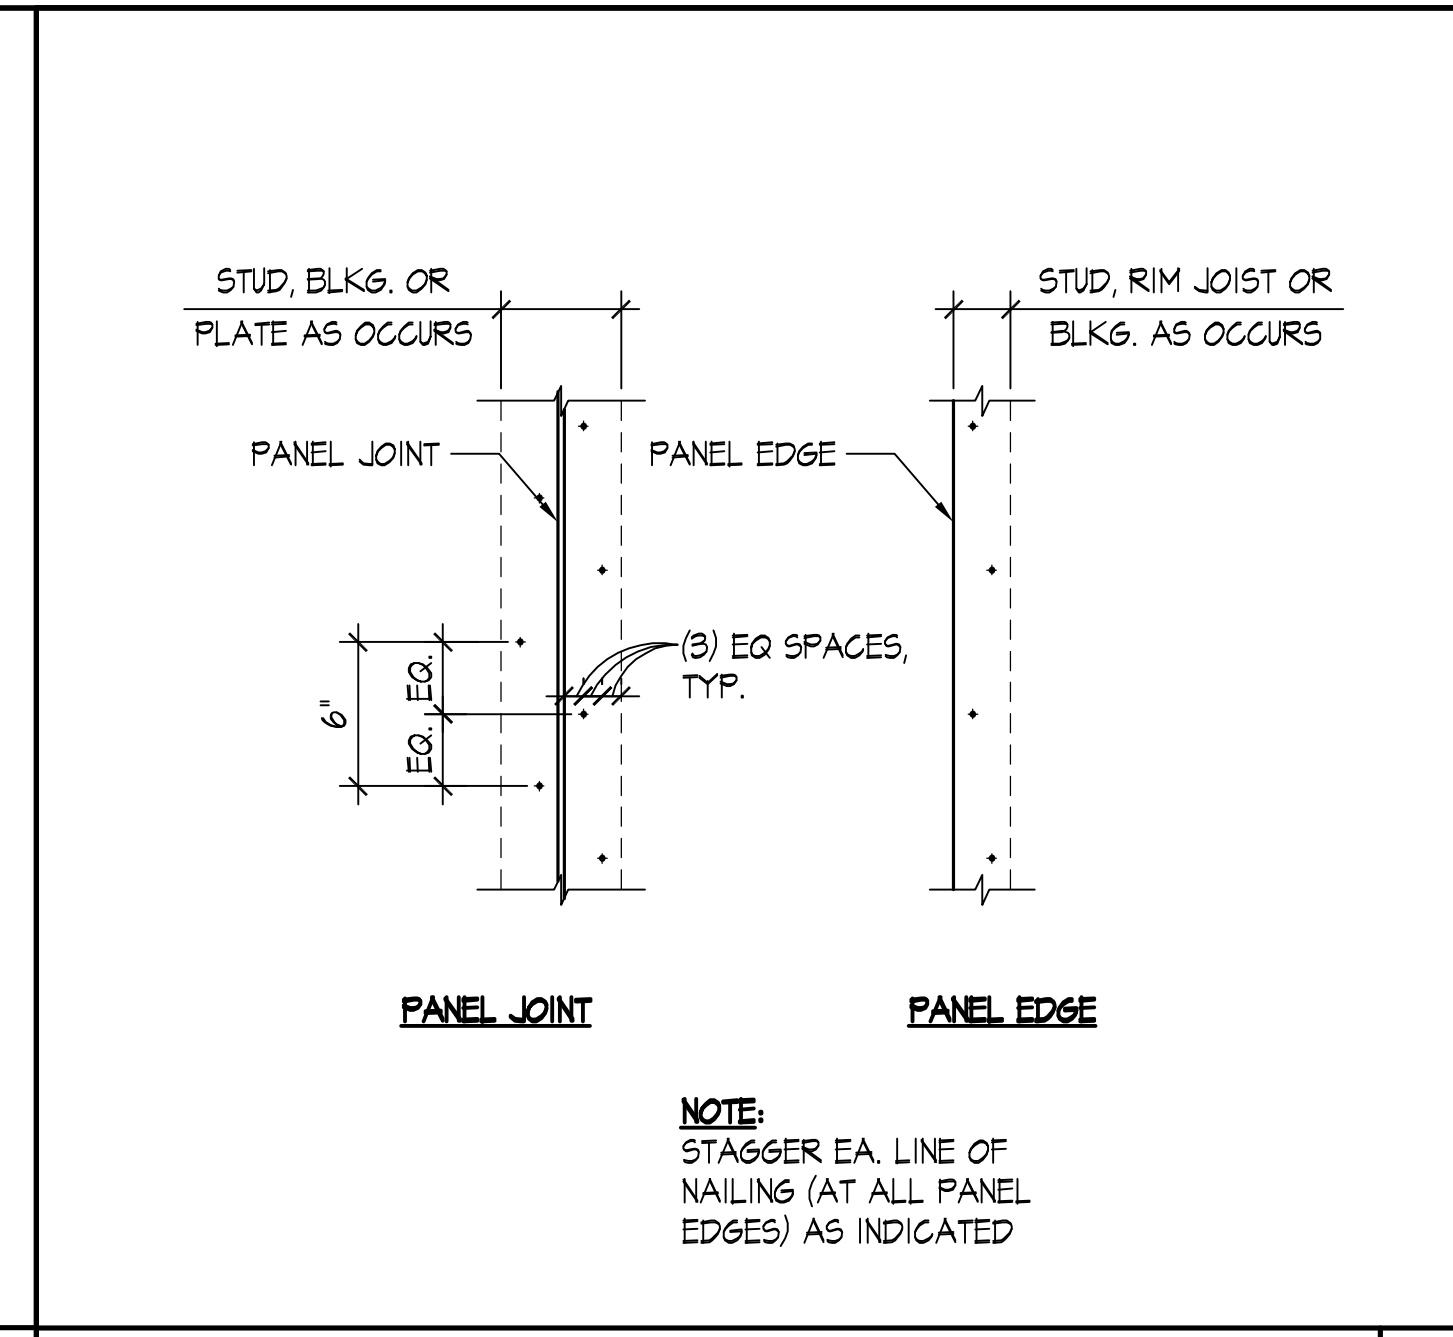 STUD, BLKG. OR
PLATE AS OCCURS
STUD, RIM JOIST OR
BLKG. AS OCCURS
PANEL JOINT
PANEL EDGE
(3) EQ SPACES,
TYP.
6"
EQ.
EQ.
PANEL JOINT
PANEL EDGE
NOTE:
STAGGER EA. LINE OF
NAILING (AT ALL PANEL
EDGES) AS INDICATED